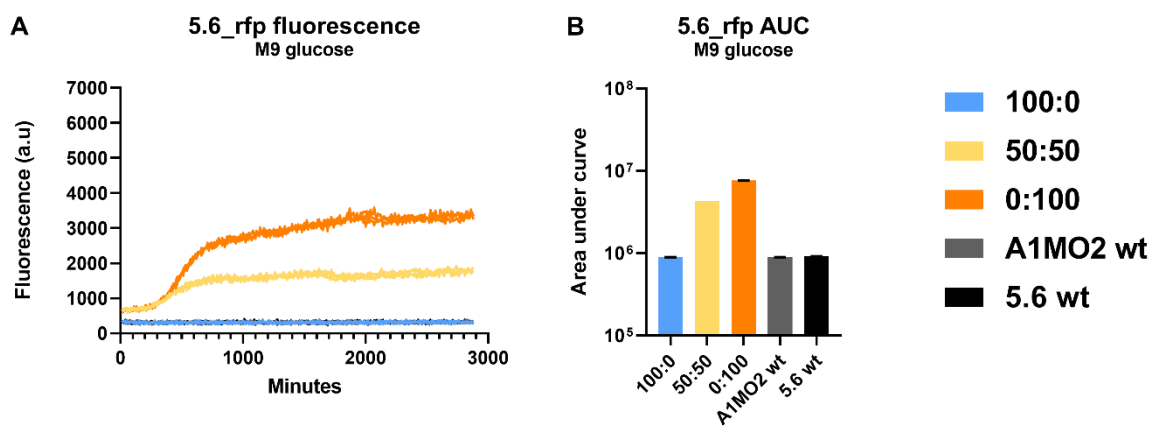 A
5.6_rfp fluorescence
M9 glucose
Fluorescence (a.u)
7000
6000
5000
4000
3000
2000
1000
0
0
1000
2000
3000
Minutes
B
5.6_rfp AUC
M9 glucose
Area under curve
10⁸
10⁷
10⁶
10⁵
100:0
50:50
0:100
A1MO2 wt
5.6 wt
100:0
50:50
0:100
A1MO2 wt
5.6 wt